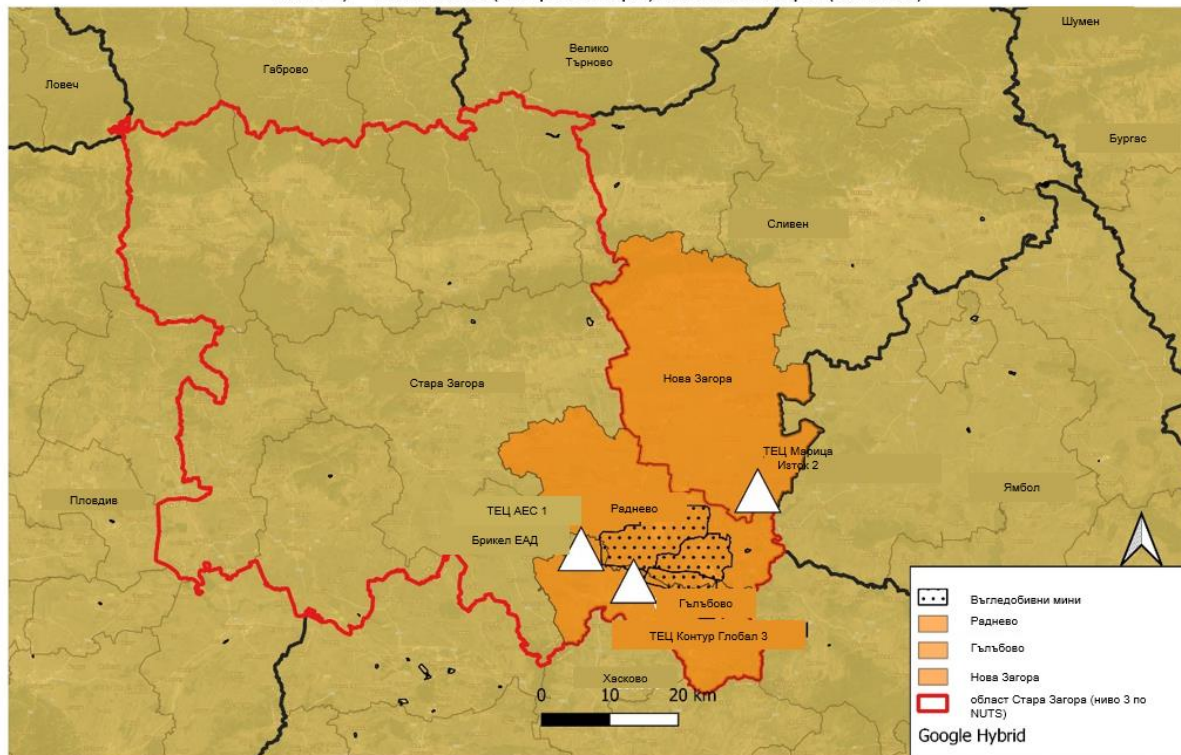 Шумен
Велико
Търново
Габрово
Ловеч
Бургас
Сливен
Стара Загора
Нова Загора
ТЕЦ Марица
Изток 2
Пловдив
Ямбол
ТЕЦ АЕС 1
Раднево
Брикел ЕАД
Гълъбово
ТЕЦ Контур Глобал 3
Хасково
0 10 20 km
Въгледобивни мини
Раднево
Гълъбово
Нова Загора
област Стара Загора (ниво 3 по
NUTS)
Google Hybrid